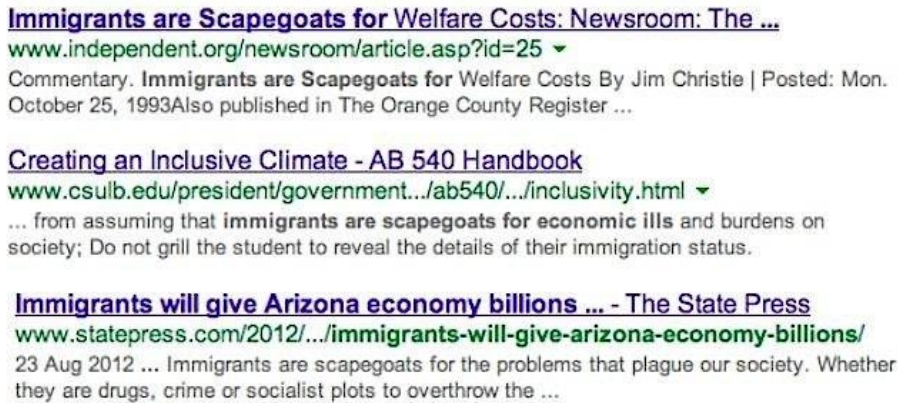 Immigrants are Scapegoats for Welfare Costs: Newsroom: The ...
www.independent.org/newsroom/article.asp?id=25
Commentary. Immigrants are Scapegoats for Welfare Costs By Jim Christie | Posted: Mon.
October 25, 1993Also published in The Orange County Register ...
Creating an Inclusive Climate - AB 540 Handbook
www.csulb.edu/president/government.../ab540/.../inclusivity.html
... from assuming that immigrants are scapegoats for economic ills and burdens on
society; Do not grill the student to reveal the details of their immigration status.
Immigrants will give Arizona economy billions ... - The State Press
www.statepress.com/2012/.../immigrants-will-give-arizona-economy-billions/
23 Aug 2012 ... Immigrants are scapegoats for the problems that plague our society. Whether
they are drugs, crime or socialist plots to overthrow the ...